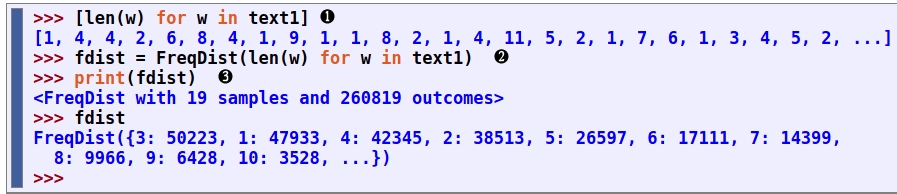 >>> [len(w) for w in text1] ❶
[1, 4, 4, 2, 6, 8, 4, 1, 9, 1, 1, 8, 2, 1, 4, 11, 5, 2, 1, 7, 6, 1, 3, 4, 5, 2, ...]
>>> fdist = FreqDist(len(w) for w in text1) ❷
>>> print(fdist) ❸
<FreqDist with 19 samples and 260819 outcomes>
>>> fdist
FreqDist({3: 50223, 1: 47933, 4: 42345, 2: 38513, 5: 26597, 6: 17111, 7: 14399,
8: 9966, 9: 6428, 10: 3528, ...})
>>>